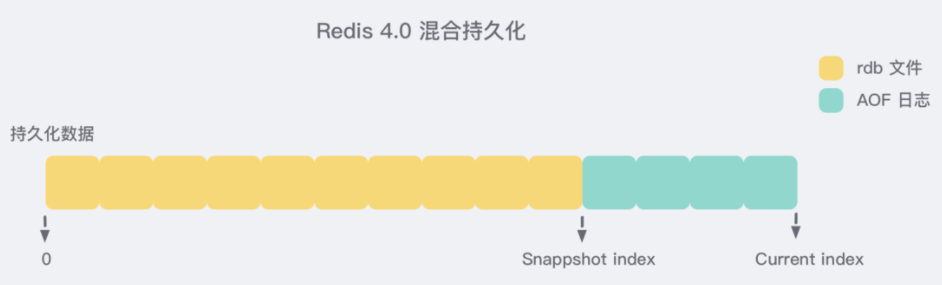 Redis 4.0 混合持久化
rdb 文件
AOF 日志
持久化数据
0
Snappshot index
Current index